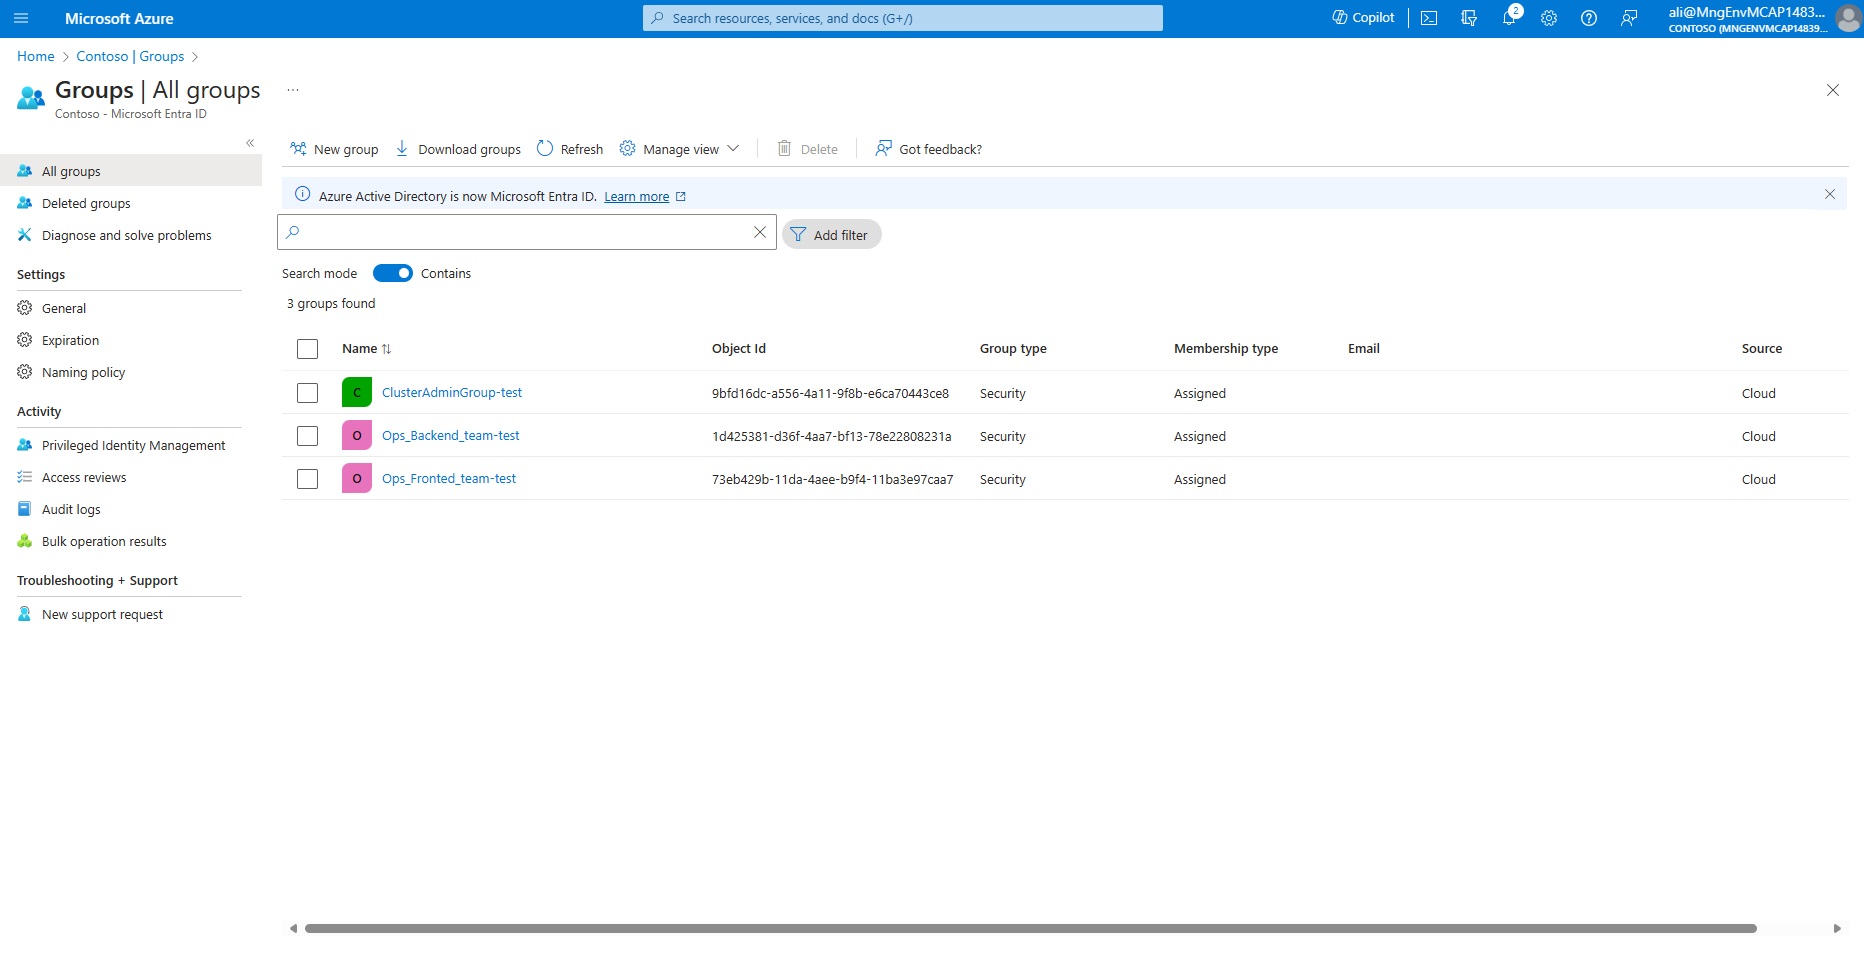 Microsoft Azure
Search resources, services, and docs (G+/)
Copilot
2
ali@MngEnvMCAP1483...
CONTOSO (MNGENVMCAP14839...
Home > Contoso | Groups >
Groups | All groups ...
Contoso - Microsoft Entra ID
«
All groups
Deleted groups
Diagnose and solve problems
Settings
General
Expiration
Naming policy
Activity
Privileged Identity Management
Access reviews
Audit logs
Bulk operation results
Troubleshooting + Support
New support request
New group Download groups Refresh Manage view Delete Got feedback?
Azure Active Directory is now Microsoft Entra ID. Learn more
Add filter
Search mode Contains
3 groups found
Name Object Id Group type Membership type Email Source
C ClusterAdminGroup-test 9bfd16dc-a556-4a11-9f8b-e6ca70443ce8 Security Assigned Cloud
O Ops_Backend_team-test 1d425381-d36f-4aa7-bf13-78e22808231a Security Assigned Cloud
O Ops_Fronted_team-test 73eb429b-11da-4aee-b9f4-11ba3e97caa7 Security Assigned Cloud